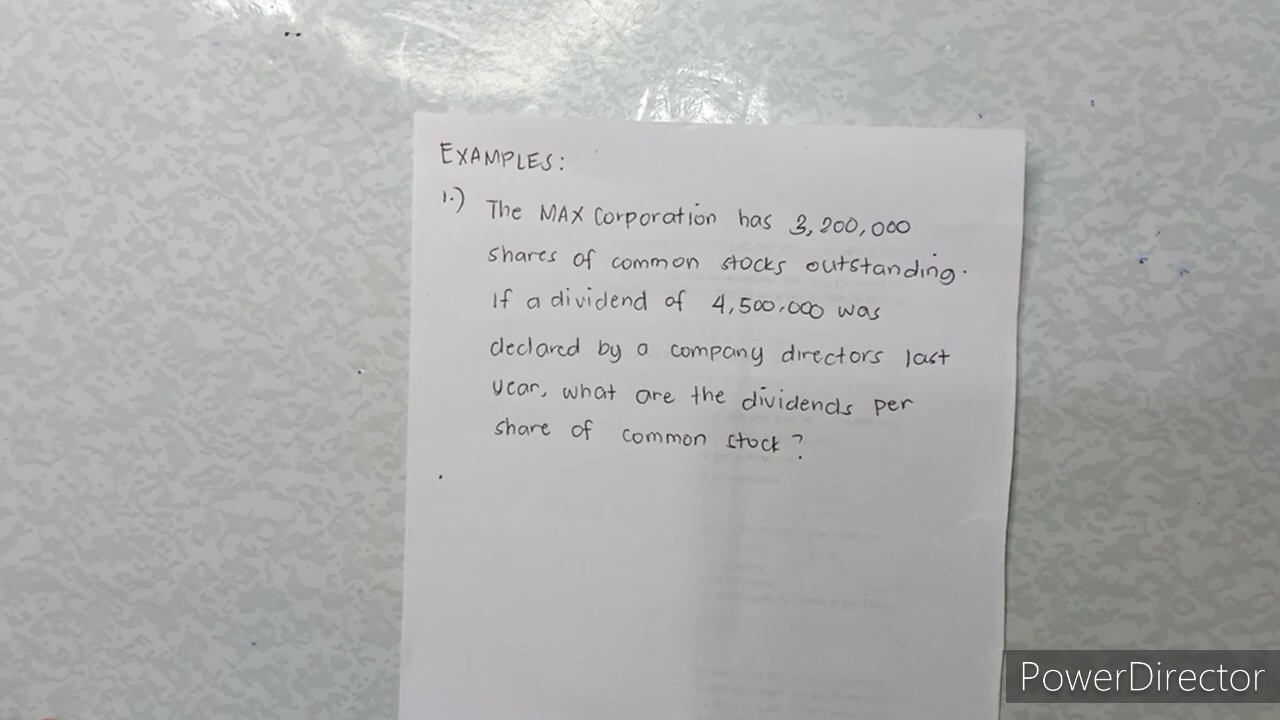 EXAMPLES:
1.) The MAX Corporation has 3,200,000
shares of common stocks outstanding.
If a dividend of 4,500,000 was
declared by a company directors last
year, what are the dividends per
share of common stock?
PowerDirector